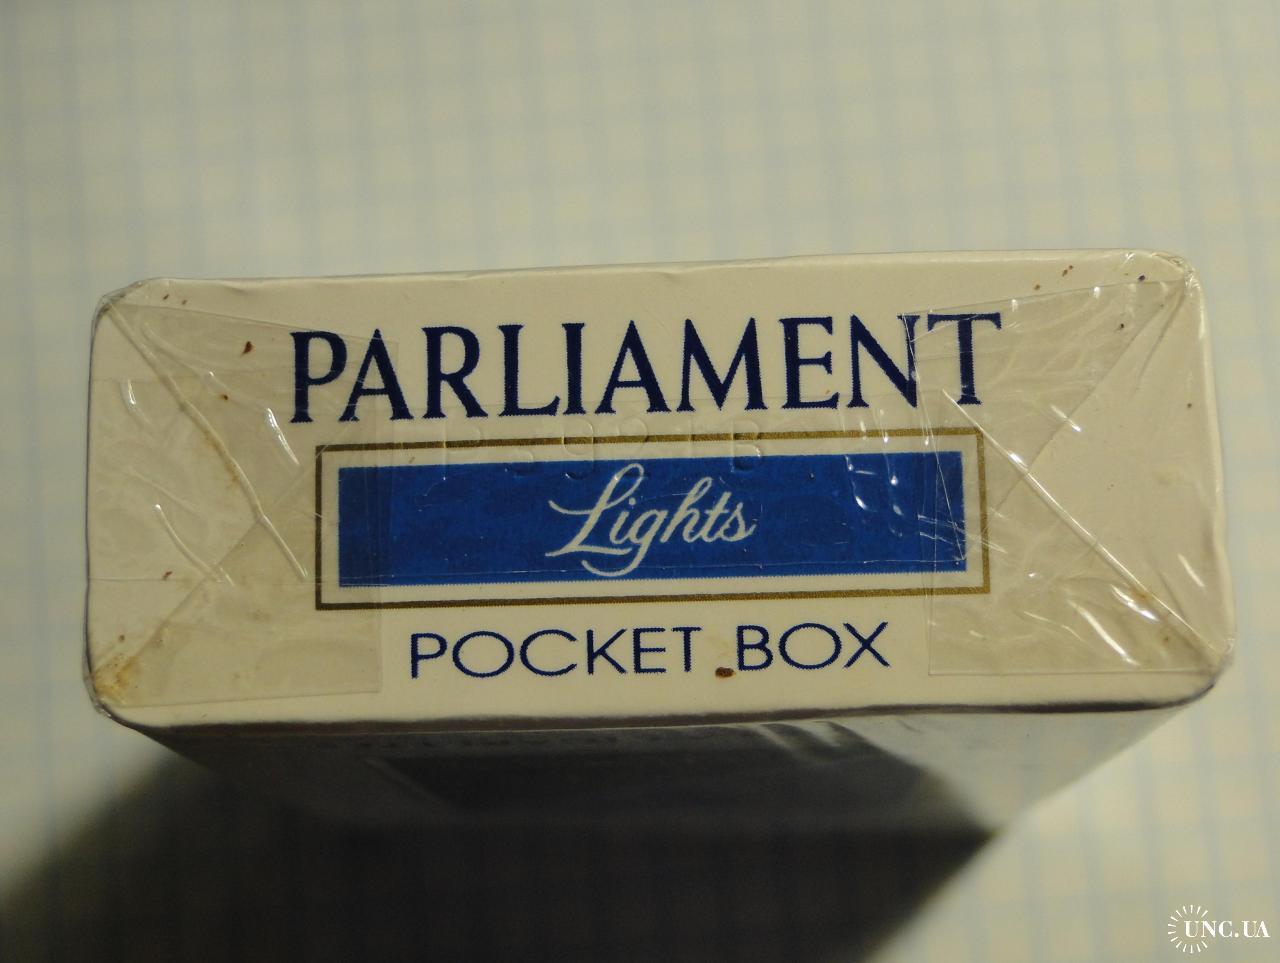 PARLIAMENT
Lights
POCKET BOX
UNC.UA